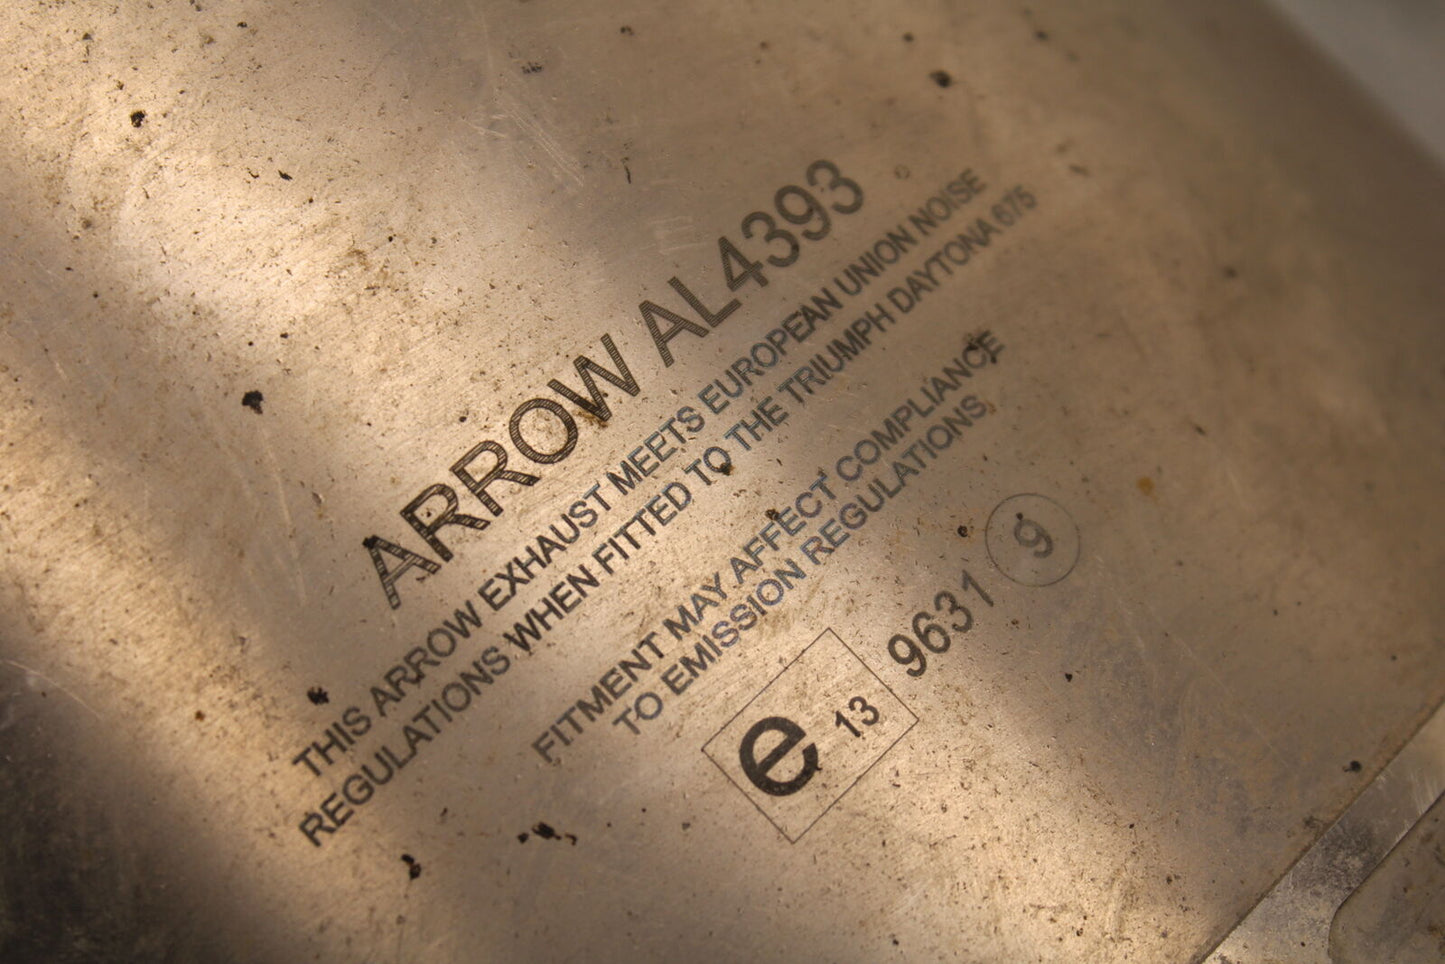 ARROW AL4393
THIS ARROW EXHAUST MEETS EUROPEAN UNION NOISE
REGULATIONS WHEN FITTED TO THE TRIUMPH DAYTONA 675
FITMENT MAY AFFECT COMPLIANCE
TO EMISSION REGULATIONS.
e 13 9631 9